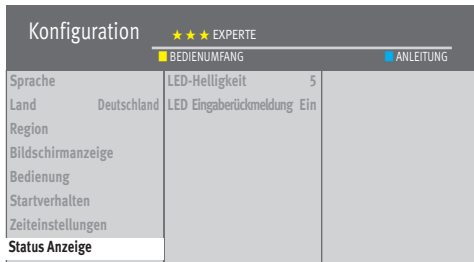 Konfiguration
★ ★ ★ EXPERTE
BEDIENUMFANG
ANLEITUNG
Sprache
Land Deutschland
Region
Bildschirmanzeige
Bedienung
Startverhalten
Zeiteinstellungen
Status Anzeige
LED-Helligkeit 5
LED Eingaberückmeldung Ein